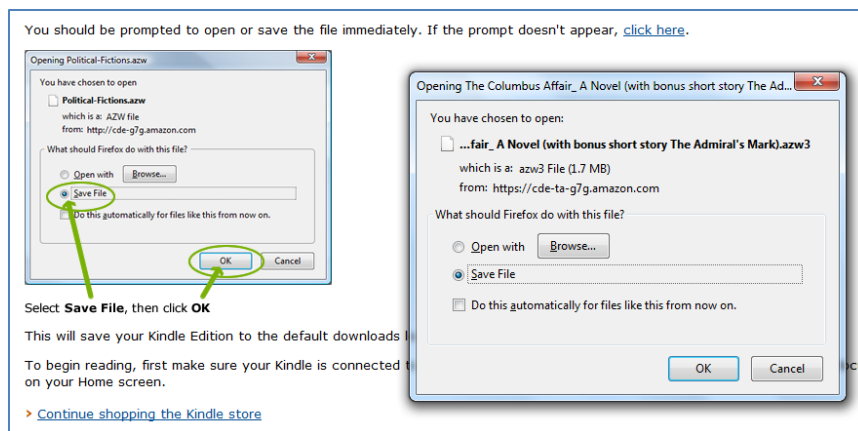 You should be prompted to open or save the file immediately. If the prompt doesn't appear, click here.
Opening Political-Fictions.azw
You have chosen to open
Political-Fictions.azw
which is a: AZW file
from: http://cde-g7g.amazon.com
What should Firefox do with this file?
Open with Browse...
Save File
Do this automatically for files like this from now on.
OK Cancel
Select Save File, then click OK
This will save your Kindle Edition to the default downloads
To begin reading, first make sure your Kindle is connected
on your Home screen.
> Continue shopping the Kindle store
Opening The Columbus Affair_ A Novel (with bonus short story The Ad...
You have chosen to open:
...fair_ A Novel (with bonus short story The Admiral's Mark).azw3
which is a: azw3 File (1.7 MB)
from: https://cde-ta-g7g.amazon.com
What should Firefox do with this file?
Open with Browse...
Save File
Do this automatically for files like this from now on.
OK Cancel